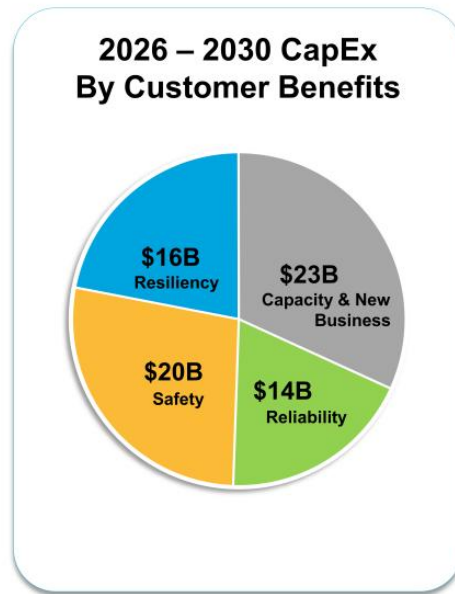 2026 – 2030 CapEx
By Customer Benefits
$16B
Resiliency
$23B
Capacity & New
Business
$20B
Safety
$14B
Reliability